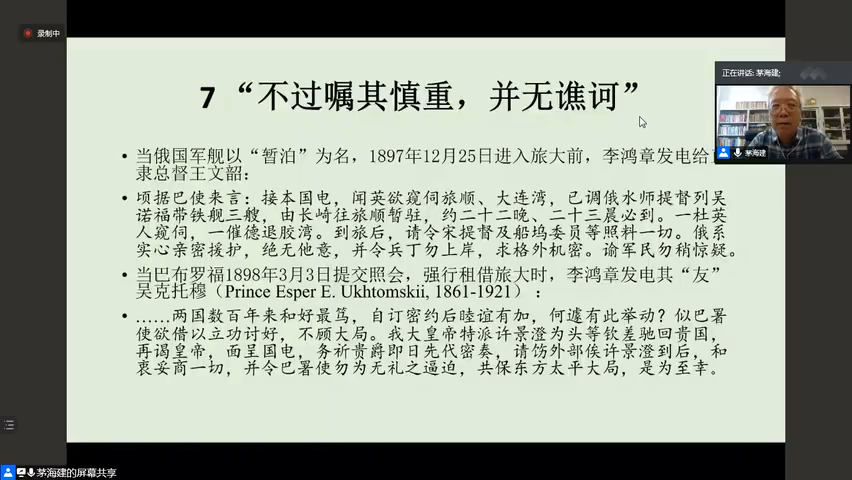 录制中
7 “不过嘱其慎重，并无谯诃”
正在讲话: 茅海建;
茅海建
• 当俄国军舰以“暂泊”为名，1897年12月25日进入旅大前，李鸿章发电给
隶总督王文韶：
• 顷据巴使来言：接本国电，闻英欲窥伺旅顺、大连湾，已调俄水师提督列吴
诺福带铁舰三艘，由长崎往旅顺暂驻，约二十二晚、二十三晨必到。一杜英
人窥伺，一催德退胶湾。到旅后，请令宋提督及船坞委员等照料一切。俄系
实心亲密援护，绝无他意，并令兵丁勿上岸，求格外机密。谕军民勿稍惊疑。
• 当巴布罗福1898年3月3日提交照会，强行租借旅大时，李鸿章发电其“友”
吴克托穆（Prince Esper E. Ukhtomskii, 1861-1921）：
• ……两国数百年来和好最笃，自订密约后睦谊有加，何遽有此举动？似巴署
使欲借以立功讨好，不顾大局。我大皇帝特派许景澄为头等钦差驰回贵国，
再谒皇帝，面呈国电，务祈贵爵即日先代密奏，请饬外部俟许景澄到后，和
衷妥商一切，并令巴署使勿为无礼之逼迫，共保东方太平大局，是为至幸。
茅海建的屏幕共享